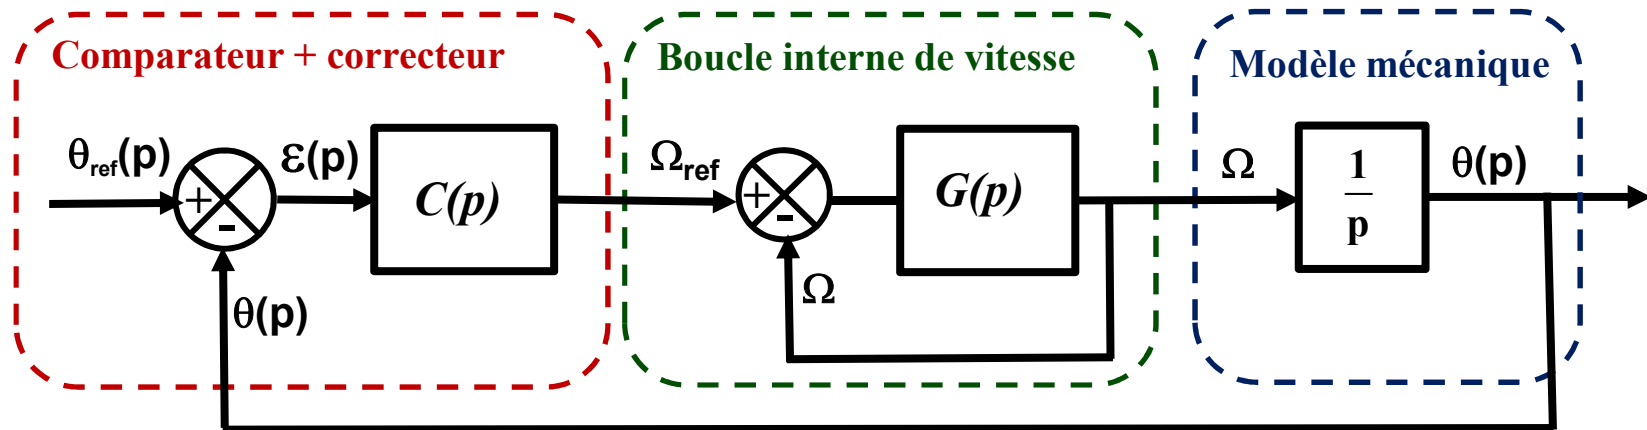 Comparateur + correcteur
Boucle interne de vitesse
Modèle mécanique
θref(p)
+
-
ε(p)
C(p)
θ(p)
Ωref
+
-
G(p)
Ω
Ω
1
p
θ(p)